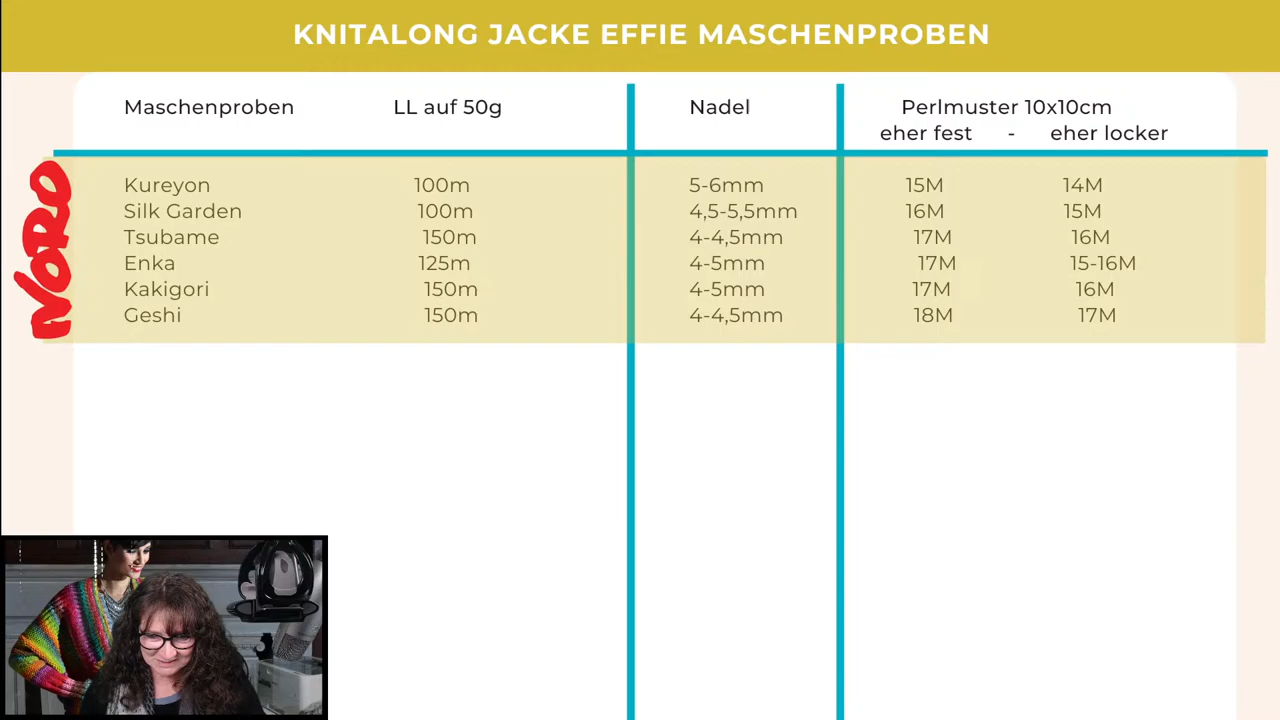 KNITALONG JACKE EFFIE MASCHENPROBEN
Maschenproben LL auf 50g Nadel Perlmuster 10x10cm
eher fest - eher locker
NORO
Kureyon 100m 5-6mm 15M 14M
Silk Garden 100m 4,5-5,5mm 16M 15M
Tsubame 150m 4-4,5mm 17M 16M
Enka 125m 4-5mm 17M 15-16M
Kakigori 150m 4-5mm 17M 16M
Geshi 150m 4-4,5mm 18M 17M